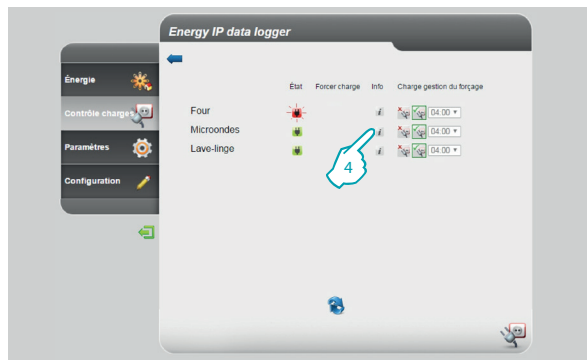 Energy IP data logger
Énergie
Contrôle charges
Paramètres
Configuration
État Forcer charge Info Charge gestion du forçage
Four i 04:00
Microondes i 04:00
Lave-linge i 04:00
4